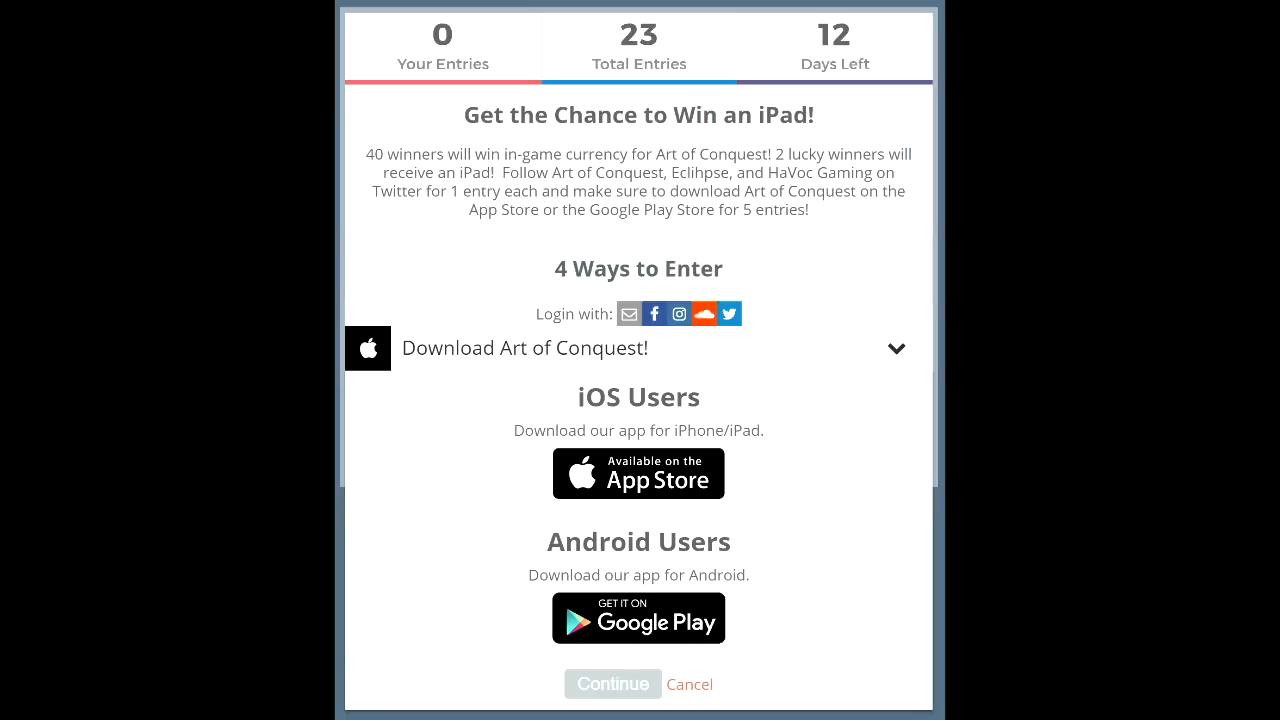 0
Your Entries
23
Total Entries
12
Days Left
Get the Chance to Win an iPad!
40 winners will win in-game currency for Art of Conquest! 2 lucky winners will
receive an iPad! Follow Art of Conquest, Eclihpse, and HaVoc Gaming on
Twitter for 1 entry each and make sure to download Art of Conquest on the
App Store or the Google Play Store for 5 entries!
4 Ways to Enter
Login with:
Download Art of Conquest!
iOS Users
Download our app for iPhone/iPad.
Available on the
App Store
Android Users
Download our app for Android.
GET IT ON
Google Play
Continue Cancel